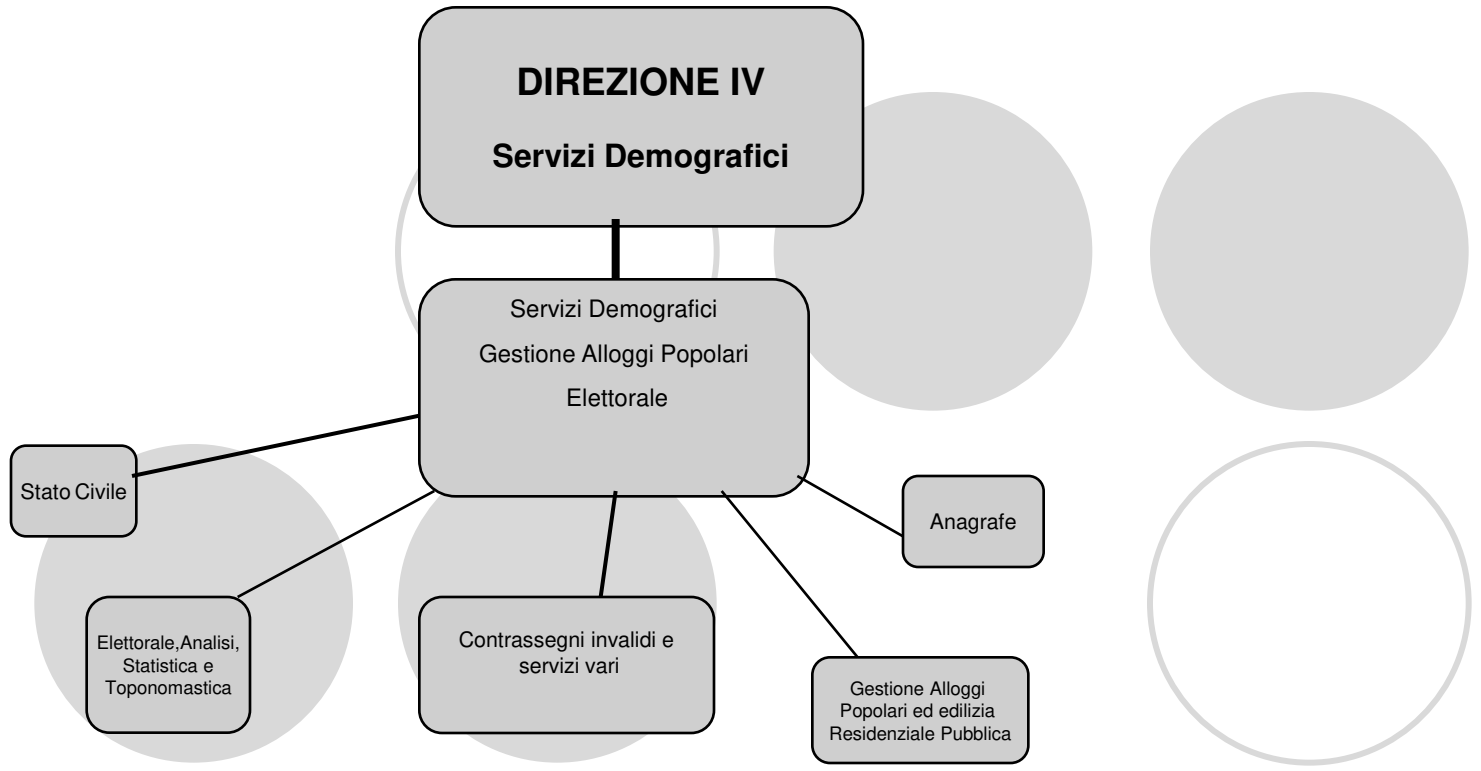 DIREZIONE IV
Servizi Demografici
Servizi Demografici
Gestione Alloggi Popolari
Elettorale
Stato Civile
Anagrafe
Elettorale,Analisi,
Statistica e
Toponomastica
Contrassegni invalidi e
servizi vari
Gestione Alloggi
Popolari ed edilizia
Residenziale Pubblica